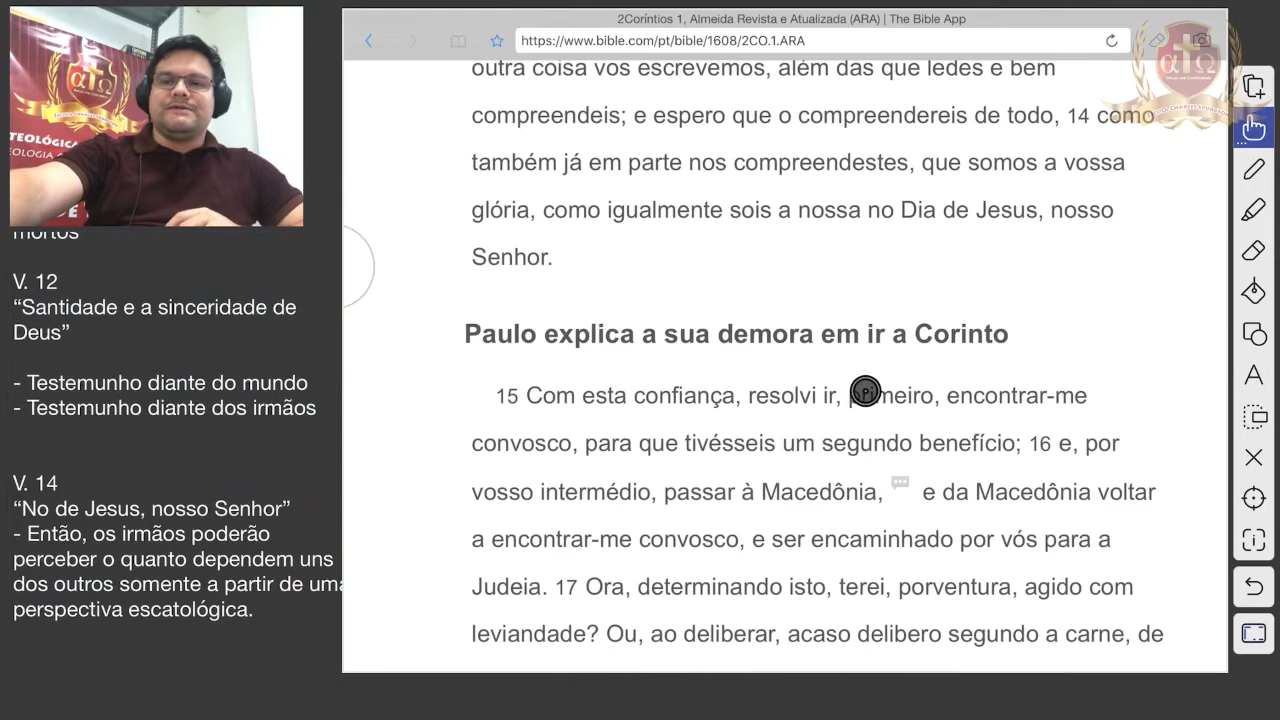 TEOLÓGICA
TEOLOGIA
mortos
V. 12
“Santidade e a sinceridade de
Deus”
- Testemunho diante do mundo
- Testemunho diante dos irmãos
V. 14
“No de Jesus, nosso Senhor”
- Então, os irmãos poderão
perceber o quanto dependem uns
dos outros somente a partir de uma
perspectiva escatológica.
2Coríntios 1, Almeida Revista e Atualizada (ARA) | The Bible App
https://www.bible.com/pt/bible/1608/2CO.1.ARA
outra coisa vos escrevemos, além das que ledes e bem
compreendeis; e espero que o compreendereis de todo, 14 como
também já em parte nos compreendestes, que somos a vossa
glória, como igualmente sois a nossa no Dia de Jesus, nosso
Senhor.
Paulo explica a sua demora em ir a Corinto
15 Com esta confiança, resolvi ir, primeiro, encontrar-me
convosco, para que tivésseis um segundo benefício; 16 e, por
vosso intermédio, passar à Macedônia, e da Macedônia voltar
a encontrar-me convosco, e ser encaminhado por vós para a
Judeia. 17 Ora, determinando isto, terei, porventura, agido com
leviandade? Ou, ao deliberar, acaso delibero segundo a carne, de
α Ω
ESCOLA CHARLES SPURGEON
A